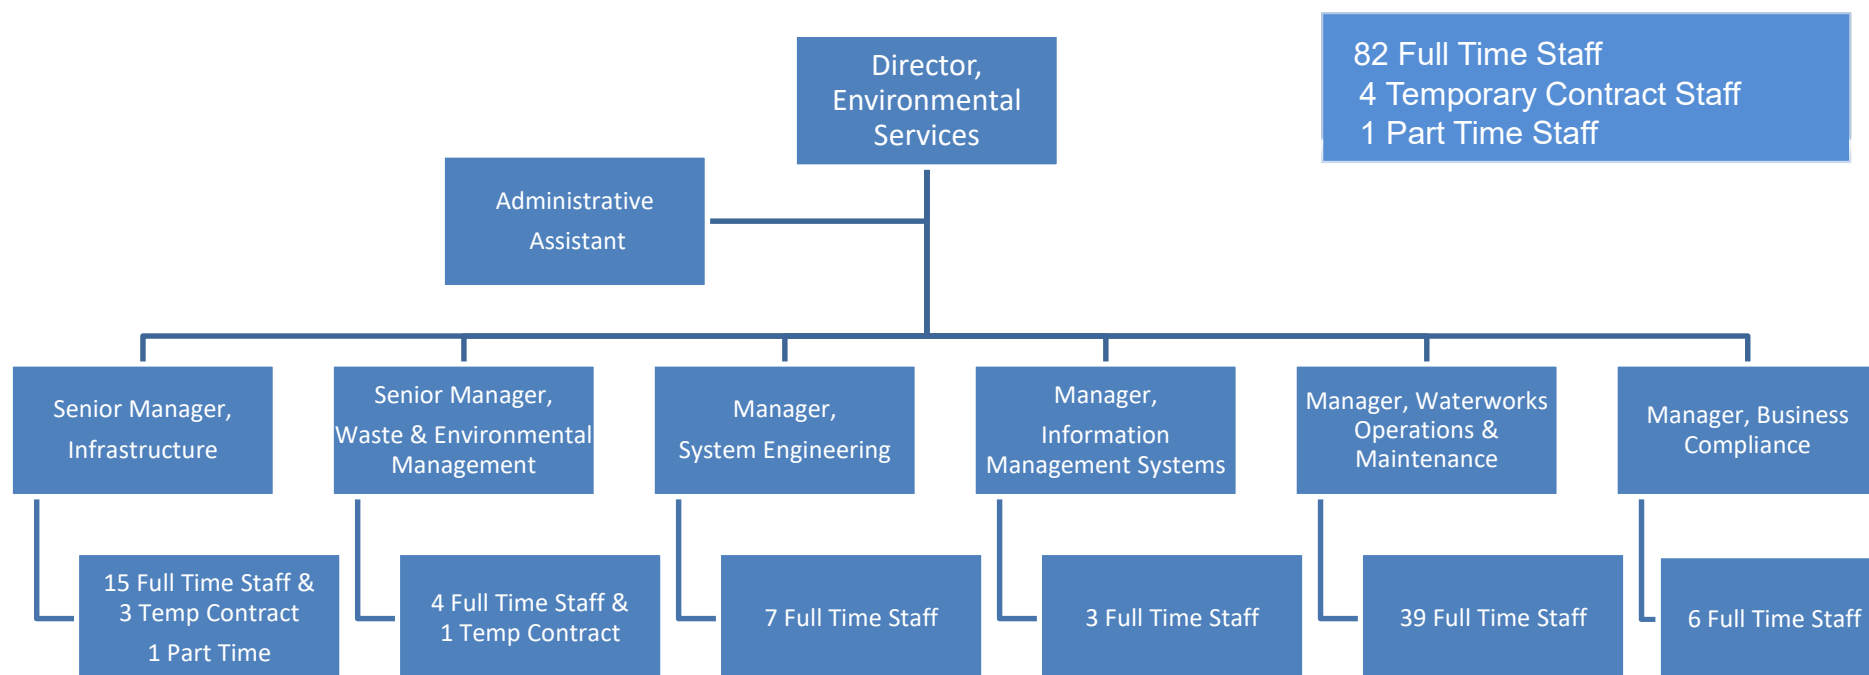 Director,
Environmental
Services
82 Full Time Staff
4 Temporary Contract Staff
1 Part Time Staff
Administrative
Assistant
Senior Manager,
Infrastructure
Senior Manager,
Waste & Environmental
Management
Manager,
System Engineering
Manager,
Information
Management Systems
Manager, Waterworks
Operations &
Maintenance
Manager, Business
Compliance
15 Full Time Staff &
3 Temp Contract
1 Part Time
4 Full Time Staff &
1 Temp Contract
7 Full Time Staff
3 Full Time Staff
39 Full Time Staff
6 Full Time Staff